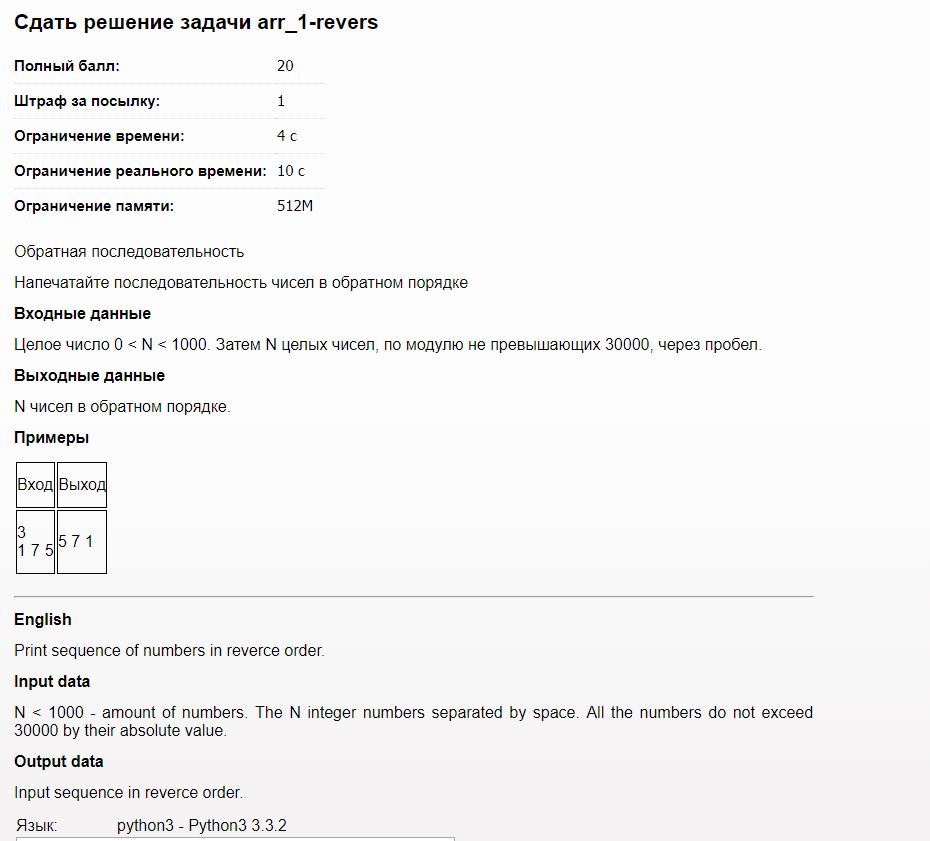 Сдать решение задачи arr_1-revers
Полный балл: 20
Штраф за посылку: 1
Ограничение времени: 4 с
Ограничение реального времени: 10 с
Ограничение памяти: 512M
Обратная последовательность
Напечатайте последовательность чисел в обратном порядке
Входные данные
Целое число 0 < N < 1000. Затем N целых чисел, по модулю не превышающих 30000, через пробел.
Выходные данные
N чисел в обратном порядке.
Примеры
Вход Выход
3
1 7 5
5 7 1
English
Print sequence of numbers in reverce order.
Input data
N < 1000 - amount of numbers. The N integer numbers separated by space. All the numbers do not exceed
30000 by their absolute value.
Output data
Input sequence in reverce order.
Язык: python3 - Python3 3.3.2